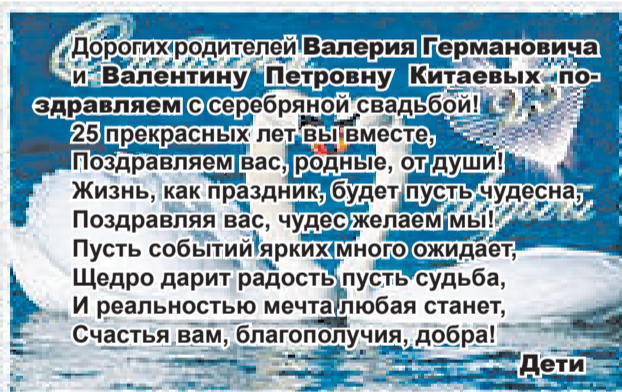 Дорогих родителей Валерия Германовича
и Валентину Петровну Китаевых по-
здравляем с серебряной свадьбой!
25 прекрасных лет вы вместе,
Поздравляем вас, родные, от души!
Жизнь, как праздник, будет пусть чудесна,
Поздравляя вас, чудес желаем мы!
Пусть событий ярких много ожидает,
Щедро дарит радость пусть судьба,
И реальностью мечта любая станет,
Счастья вам, благополучия, добра!
Дети